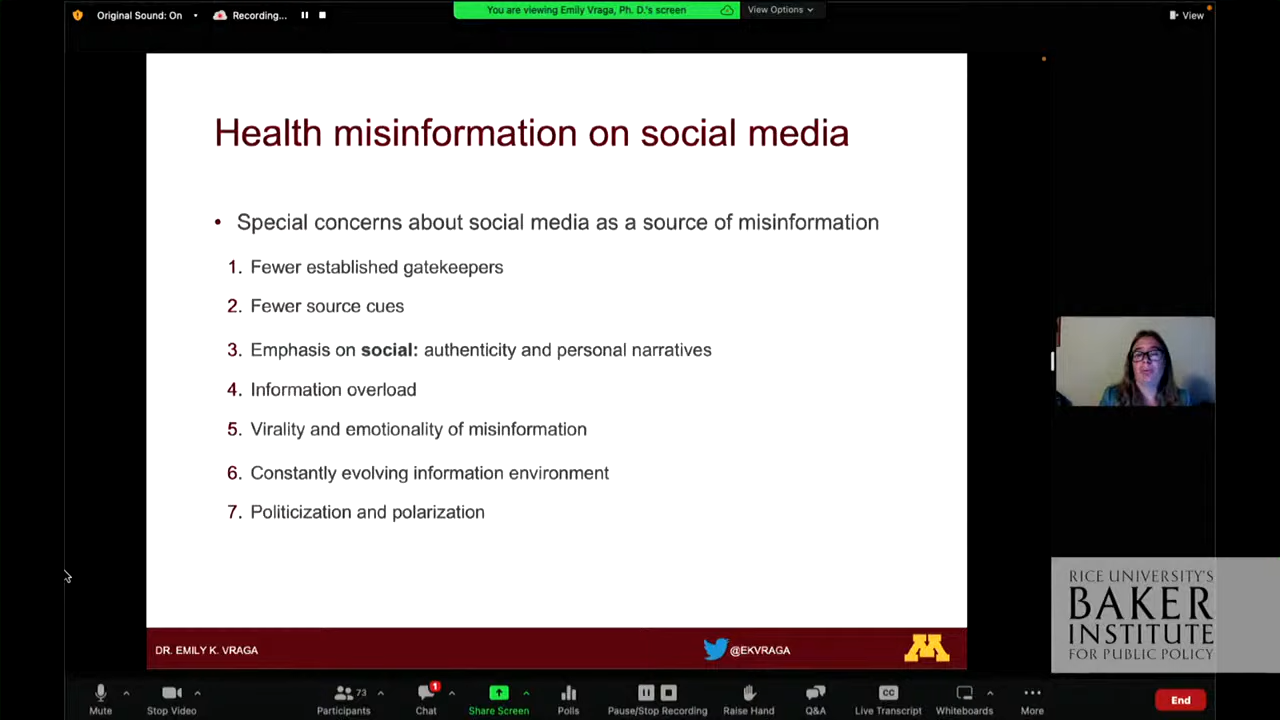 Original Sound: On
Recording...
You are viewing Emily Vraga, Ph. D.'s screen
View Options
View
Health misinformation on social media
• Special concerns about social media as a source of misinformation
1. Fewer established gatekeepers
2. Fewer source cues
3. Emphasis on social: authenticity and personal narratives
4. Information overload
5. Virality and emotionality of misinformation
6. Constantly evolving information environment
7. Politicization and polarization
DR. EMILY K. VRAGA
@EKVRAGA
M
RICE UNIVERSITY'S
BAKER
INSTITUTE
FOR PUBLIC POLICY
Mute
Stop Video
73
Participants
1
Chat
Share Screen
Polls
Pause/Stop Recording
Raise Hand
Q&A
CC
Live Transcript
Whiteboards
More
End